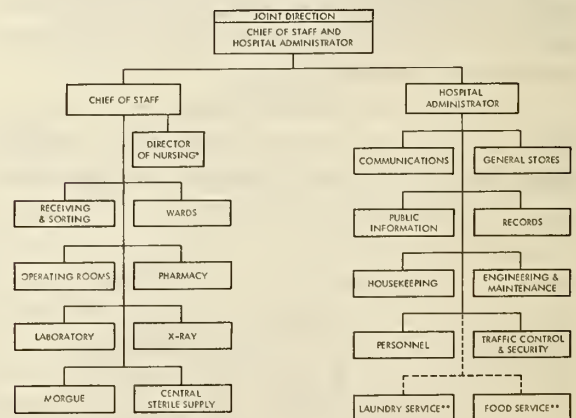 JOINT DIRECTION
CHIEF OF STAFF AND
HOSPITAL ADMINISTRATOR
CHIEF OF STAFF
DIRECTOR
OF NURSING*
RECEIVING
& SORTING
WARDS
OPERATING ROOMS
PHARMACY
LABORATORY
X-RAY
MORGUE
CENTRAL
STERILE SUPPLY
HOSPITAL
ADMINISTRATOR
COMMUNICATIONS
GENERAL STORES
PUBLIC
INFORMATION
RECORDS
HOUSEKEEPING
ENGINEERING &
MAINTENANCE
PERSONNEL
TRAFFIC CONTROL
& SECURITY
LAUNDRY SERVICE**
FOOD SERVICE**